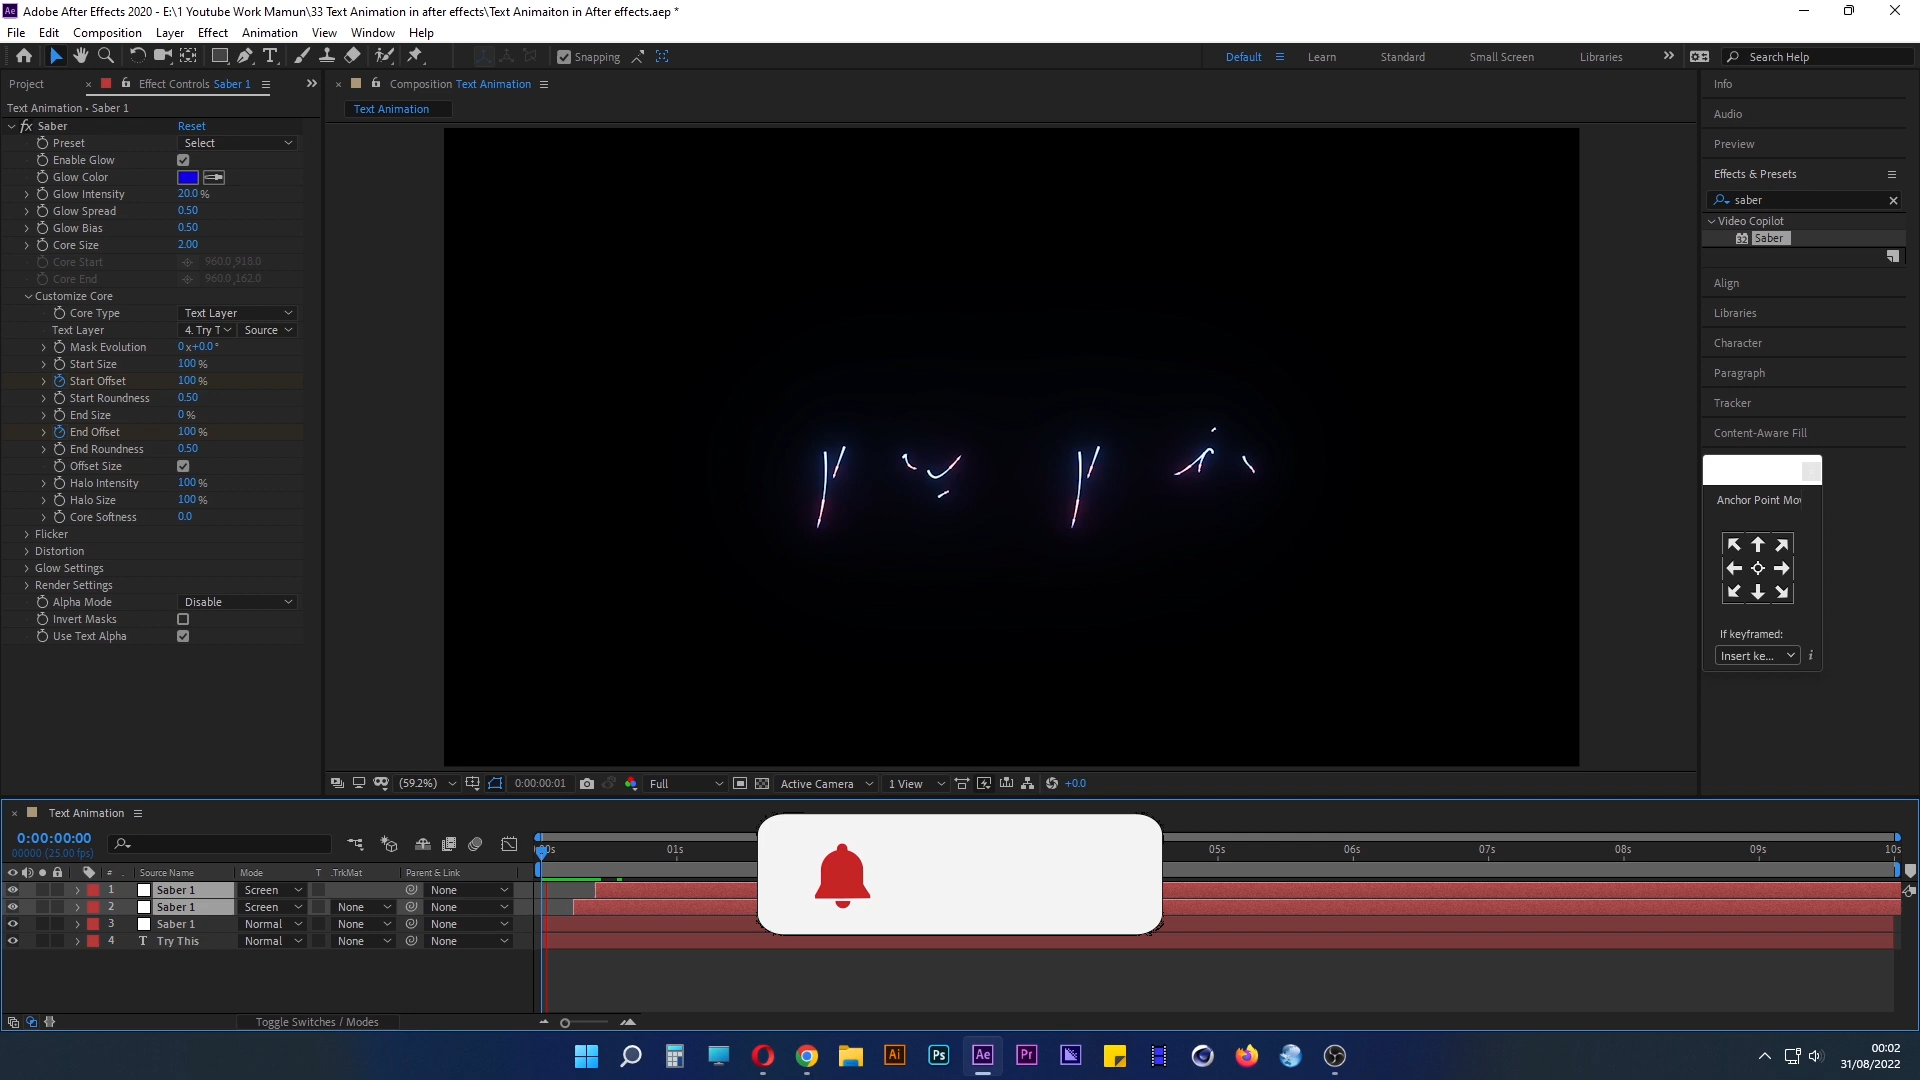 Adobe After Effects 2020 - E:\1 Youtube Work Mamun\33 Text Animation in after effects\Text Animaiton in After effects.aep *
File Edit Composition Layer Effect Animation View Window Help
Snapping Default Learn Standard Small Screen Libraries Search Help
Project Effect Controls Saber 1
Composition Text Animation
Text Animation
Text Animation • Saber 1
fx Saber Reset
Preset Select
Enable Glow
Glow Color
Glow Intensity 20.0 %
Glow Spread 0.50
Glow Bias 0.50
Core Size 2.00
Core Start 960.0,918.0
Core End 960.0,162.0
Customize Core
Core Type Text Layer
Text Layer 4. Try T Source
Mask Evolution 0x+0.0°
Start Size 100 %
Start Offset 100 %
Start Roundness 0.50
End Size 0 %
End Offset 100 %
End Roundness 0.50
Offset Size
Halo Intensity 100 %
Halo Size 100 %
Core Softness 0.0
Flicker
Distortion
Glow Settings
Render Settings
Alpha Mode Disable
Invert Masks
Use Text Alpha
(59.2%) 0:00:00:01 Full Active Camera 1 View +0.0
Info
Audio
Preview
Effects & Presets
saber
Video Copilot
32 Saber
Align
Libraries
Character
Paragraph
Tracker
Content-Aware Fill
Anchor Point Mov
If keyframed:
Insert ke...
Text Animation
0:00:00:00
00000 (25.00 fps)
01s 05s 06s 07s 08s 09s 10s
# Source Name Mode T .TrkMat Parent & Link
1 Saber 1 Screen None
2 Saber 1 Screen None None
3 Saber 1 Normal None None
4 T Try This Normal None None
Toggle Switches / Modes
Ai Ps Ae Pr
00:02
31/08/2022